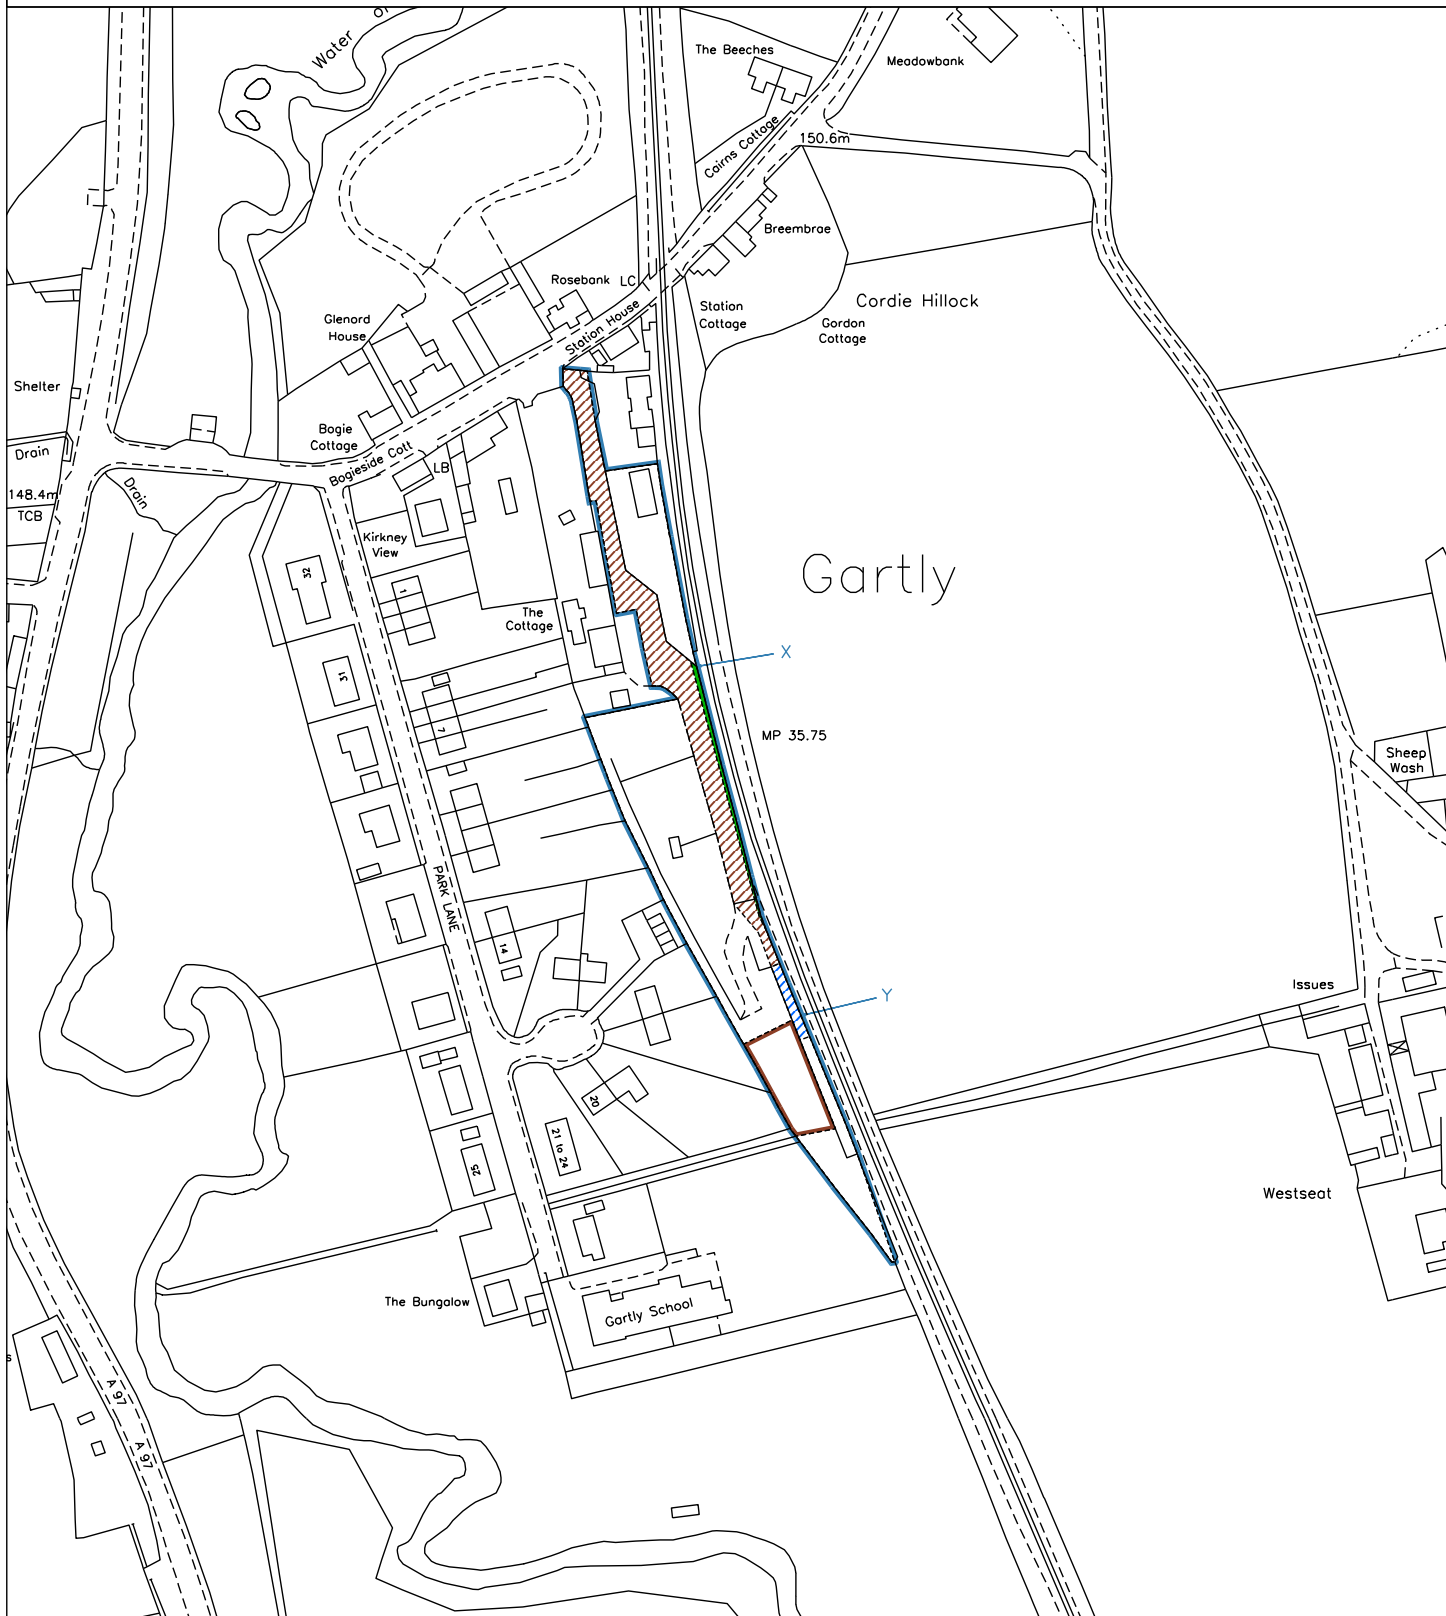 Water or
The Beeches
Meadowbank
Cairns Cottage
150.6m
Breembrae
Rosebank
LC
Station House
Station
Cottage
Cordie Hillock
Gordon
Cottage
Glenord
House
Shelter
Bogie
Cottage
Bogieside Cott
LB
Drain
148.4m
TCB
Drain
Kirkney
View
Gartly
32
1
The
Cottage
X
31
7
MP 35.75
Sheep
Wash
PARK LANE
14
Issues
Y
20
21 to 24
25
Westseat
The Bungalow
Gartly School
s
A 97
A 97